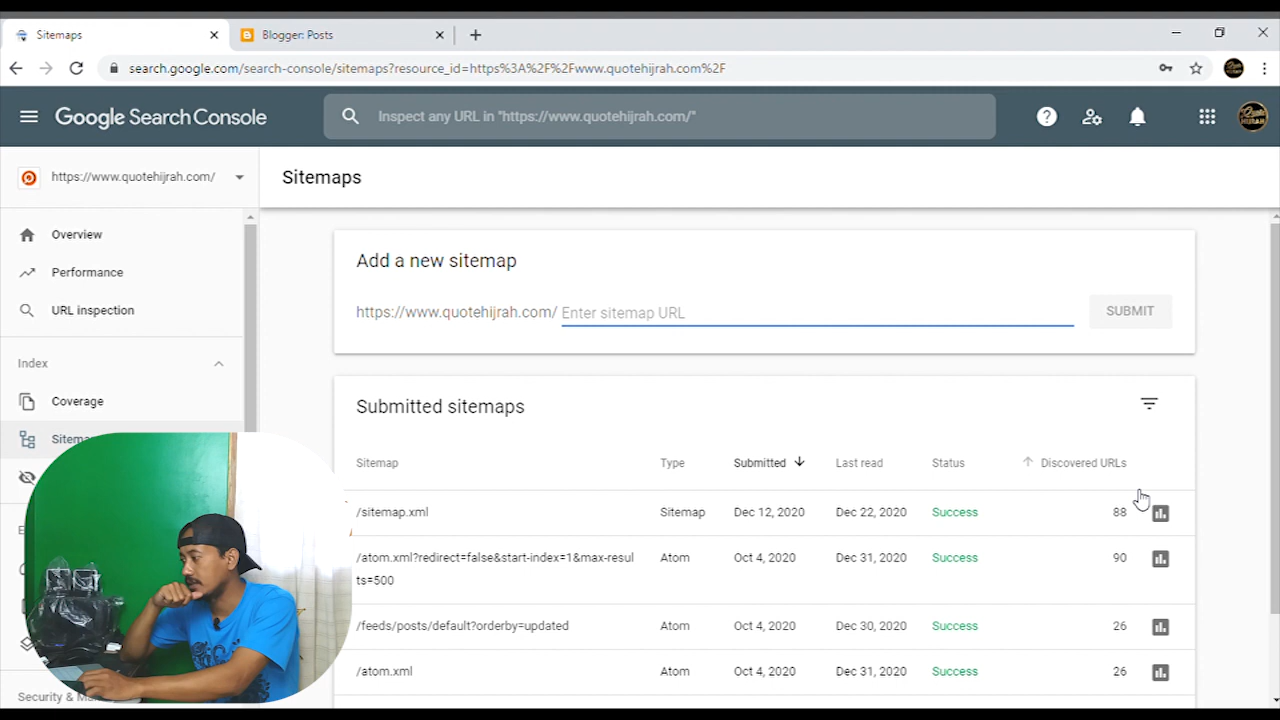 Sitemaps
Blogger: Posts
search.google.com/search-console/sitemaps?resource_id=https%3A%2F%2Fwww.quotehijrah.com%2F
Google Search Console
Inspect any URL in "https://www.quotehijrah.com/"
https://www.quotehijrah.com/
Sitemaps
Overview
Performance
URL inspection
Index
Coverage
Sitema
Security & Ma
Add a new sitemap
https://www.quotehijrah.com/ Enter sitemap URL
SUBMIT
Submitted sitemaps
Sitemap Type Submitted Last read Status Discovered URLs
/sitemap.xml Sitemap Dec 12, 2020 Dec 22, 2020 Success 88
/atom.xml?redirect=false&start-index=1&max-resul Atom Oct 4, 2020 Dec 31, 2020 Success 90
ts=500
/feeds/posts/default?orderby=updated Atom Oct 4, 2020 Dec 30, 2020 Success 26
/atom.xml Atom Oct 4, 2020 Dec 31, 2020 Success 26